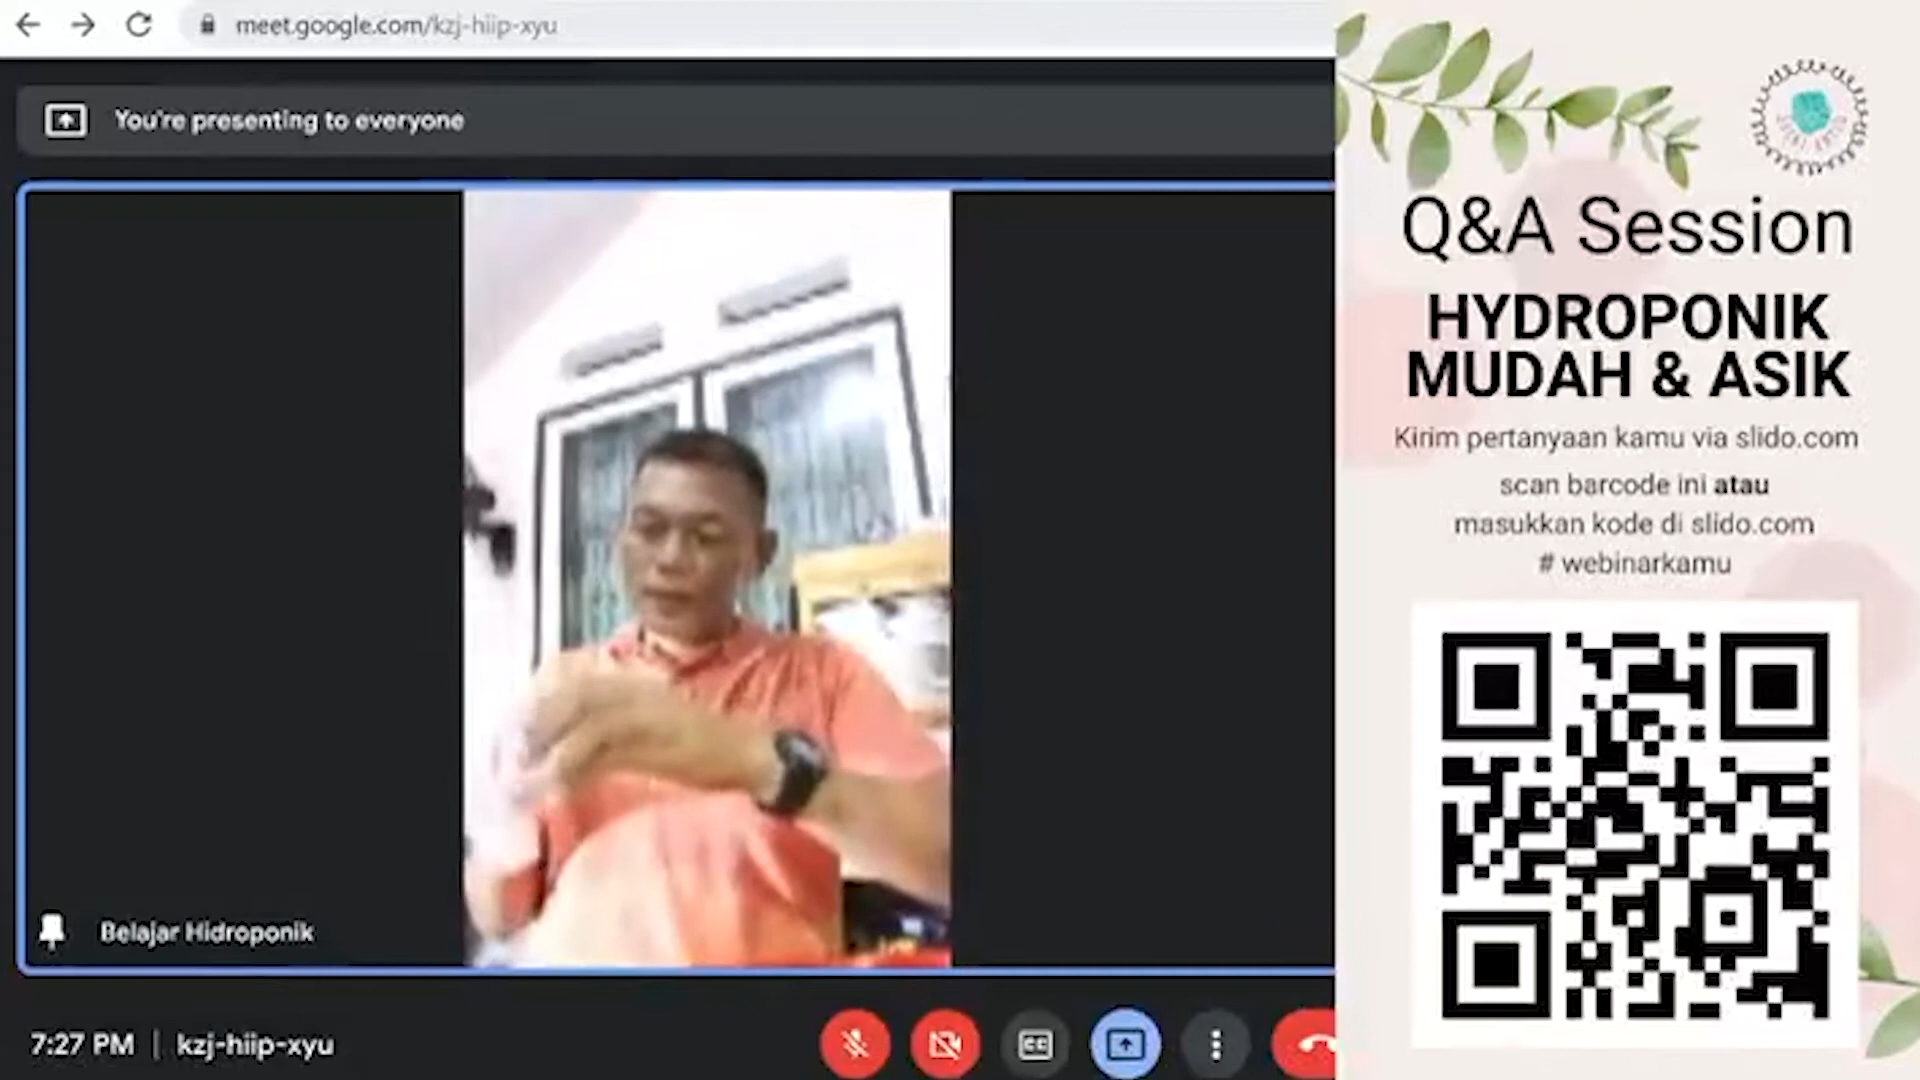 meet.google.com/kzj-hiip-xyu
You're presenting to everyone
Belajar Hidroponik
7:27 PM | kzj-hiip-xyu
Q&A Session
HYDROPONIK
MUDAH & ASIK
Kirim pertanyaan kamu via slido.com
scan barcode ini atau
masukkan kode di slido.com
# webinarkamu